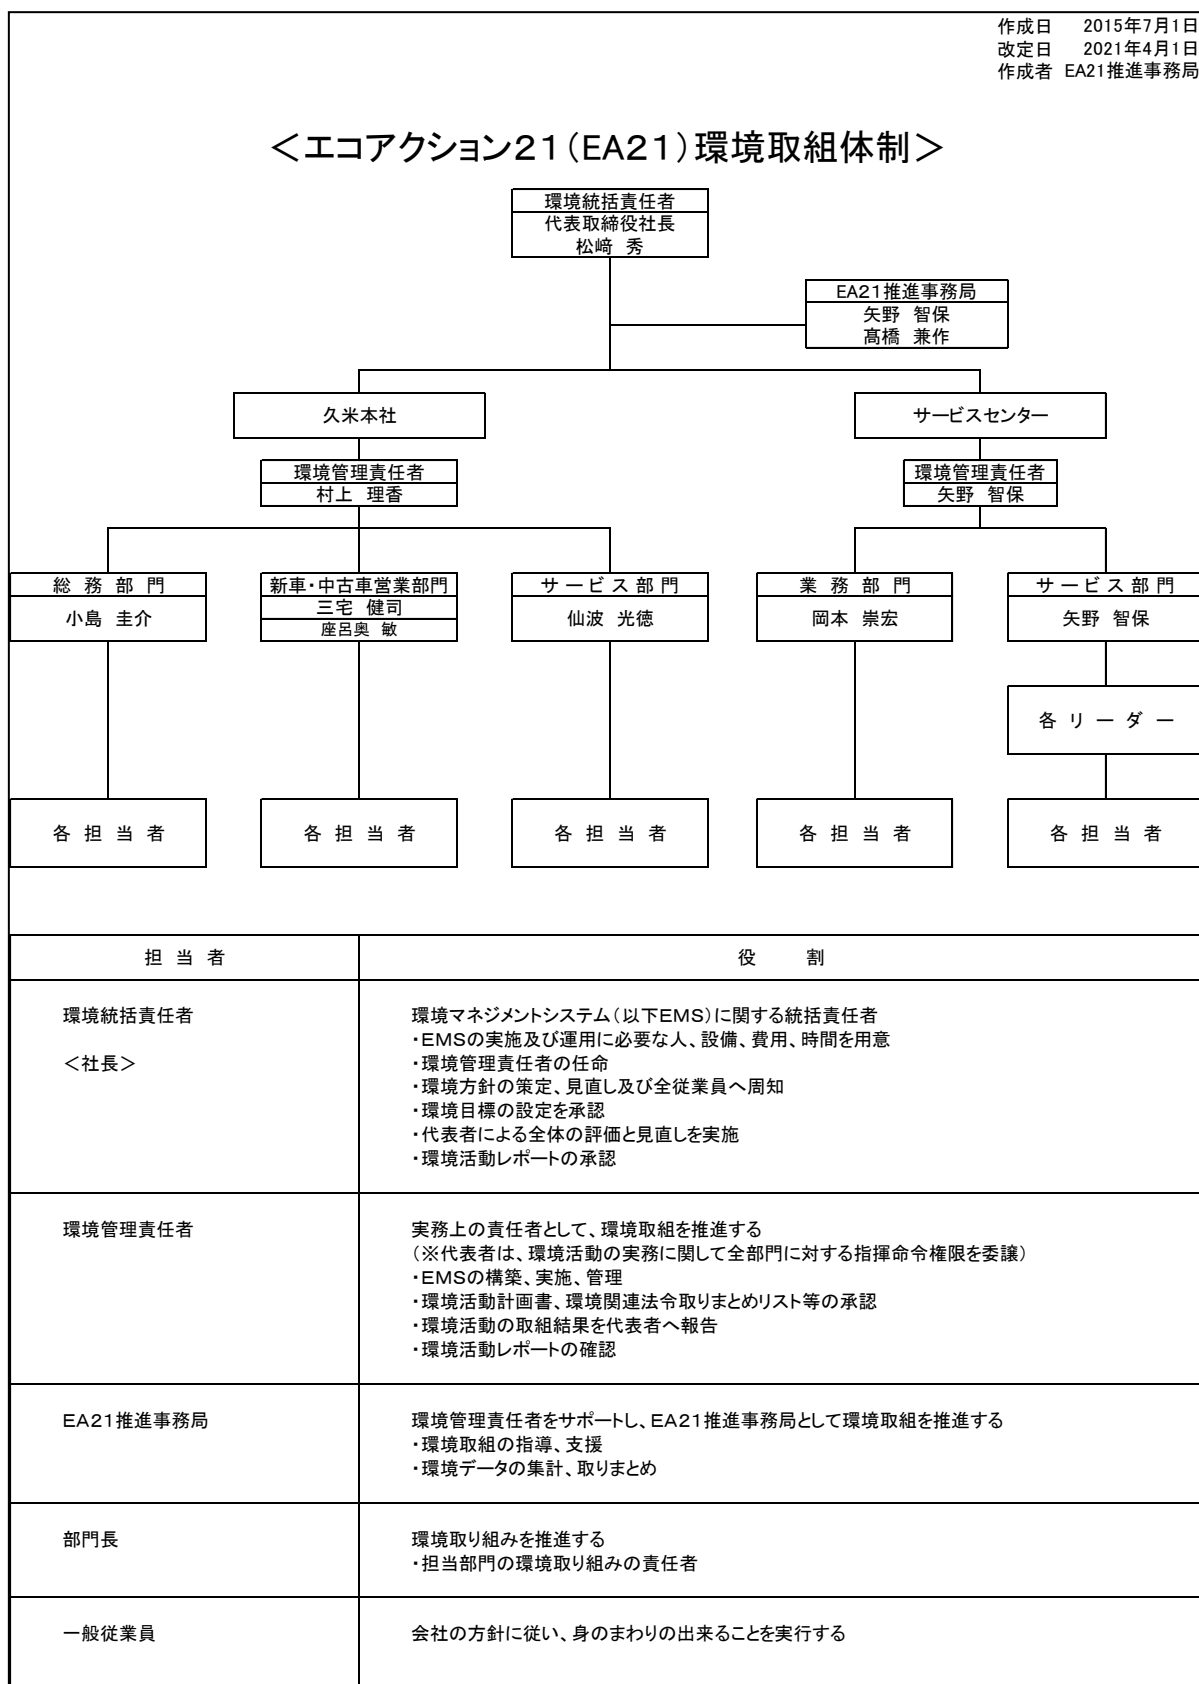 作成日 2015年7月1日
改定日 2021年4月1日
作成者 EA21推進事務局
＜エコアクション２１（EA２１）環境取組体制＞
環境統括責任者
代表取締役社長
松﨑 秀
EA２１推進事務局
矢野 智保
髙橋 兼作
久米本社
サービスセンター
環境管理責任者
村上 理香
環境管理責任者
矢野 智保
総 務 部 門
小島 圭介
新車・中古車営業部門
三宅 健司
座呂奥 敏
サ ー ビ ス 部 門
仙波 光徳
業 務 部 門
岡本 崇宏
サ ー ビ ス 部 門
矢野 智保
各 リ ー ダ ー
各 担 当 者
各 担 当 者
各 担 当 者
各 担 当 者
各 担 当 者
担 当 者
役 割
環境統括責任者
＜社長＞
環境マネジメントシステム（以下EMS）に関する統括責任者
・EMSの実施及び運用に必要な人、設備、費用、時間を用意
・環境管理責任者の任命
・環境方針の策定、見直し及び全従業員へ周知
・環境目標の設定を承認
・代表者による全体の評価と見直しを実施
・環境活動レポートの承認
環境管理責任者
実務上の責任者として、環境取組を推進する
（※代表者は、環境活動の実務に関して全部門に対する指揮命令権限を委譲）
・EMSの構築、実施、管理
・環境活動計画書、環境関連法令取りまとめリスト等の承認
・環境活動の取組結果を代表者へ報告
・環境活動レポートの確認
EA２１推進事務局
環境管理責任者をサポートし、EA２１推進事務局として環境取組を推進する
・環境取組の指導、支援
・環境データの集計、取りまとめ
部門長
環境取り組みを推進する
・担当部門の環境取り組みの責任者
一般従業員
会社の方針に従い、身のまわりの出来ることを実行する